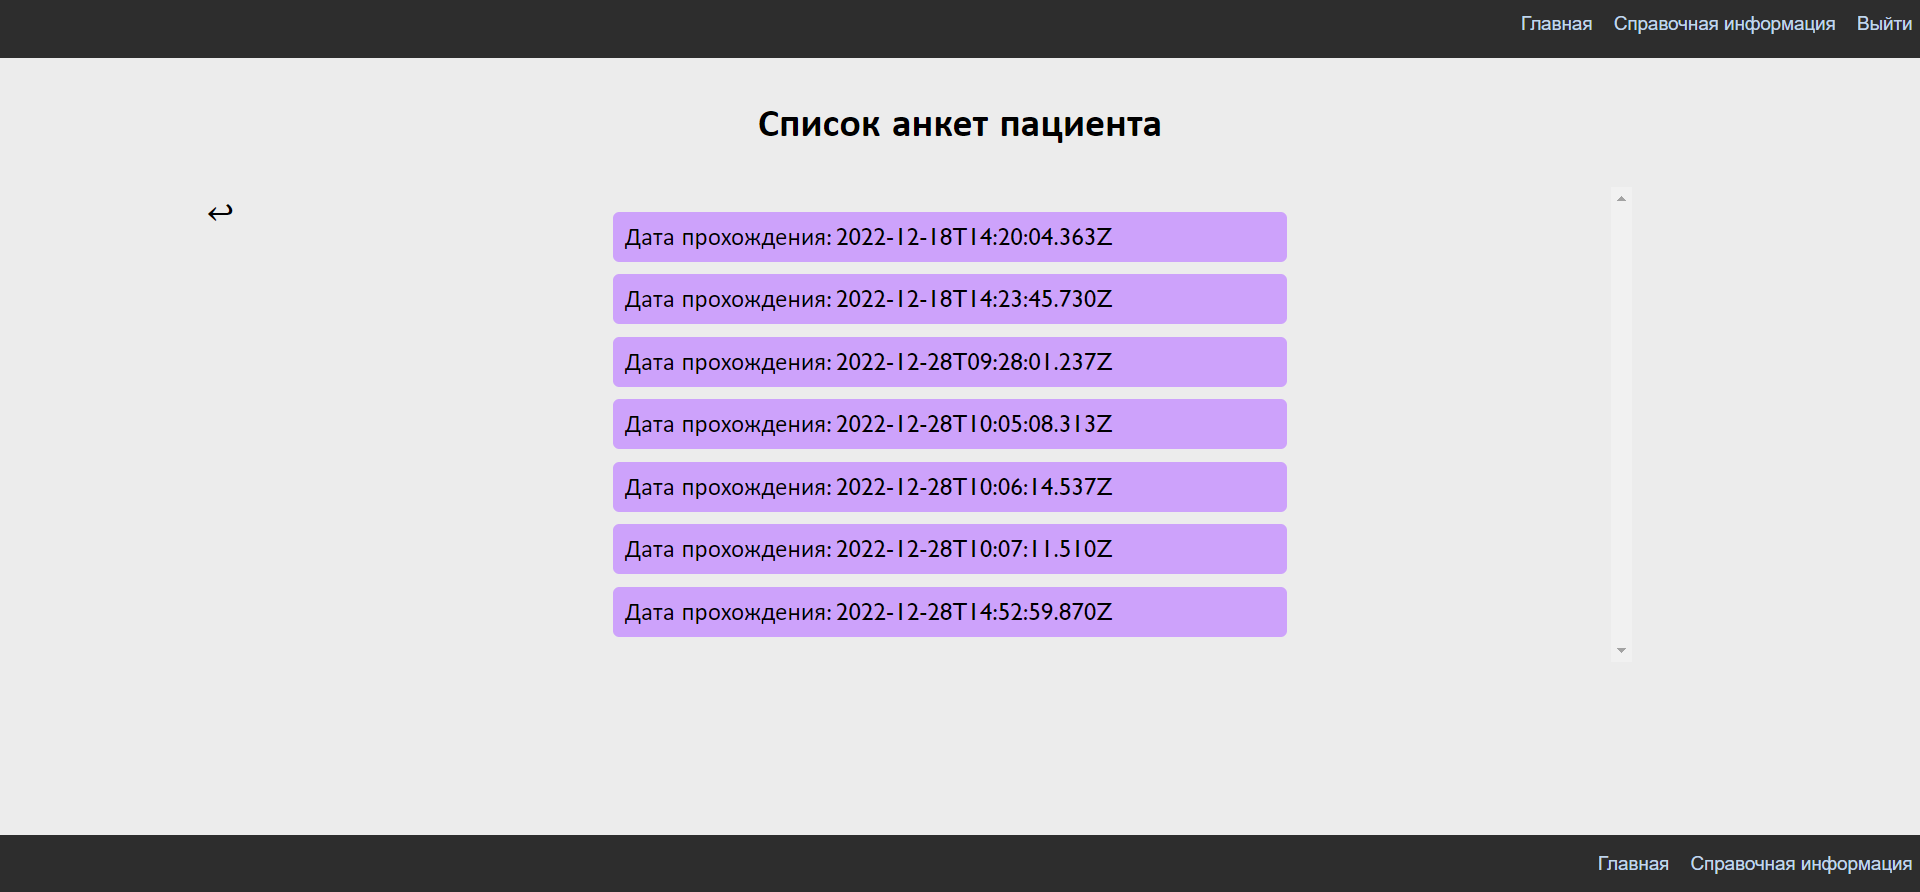 Главная Справочная информация Выйти
Список анкет пациента
Дата прохождения: 2022-12-18T14:20:04.363Z
Дата прохождения: 2022-12-18T14:23:45.730Z
Дата прохождения: 2022-12-28T09:28:01.237Z
Дата прохождения: 2022-12-28T10:05:08.313Z
Дата прохождения: 2022-12-28T10:06:14.537Z
Дата прохождения: 2022-12-28T10:07:11.510Z
Дата прохождения: 2022-12-28T14:52:59.870Z
Главная Справочная информация